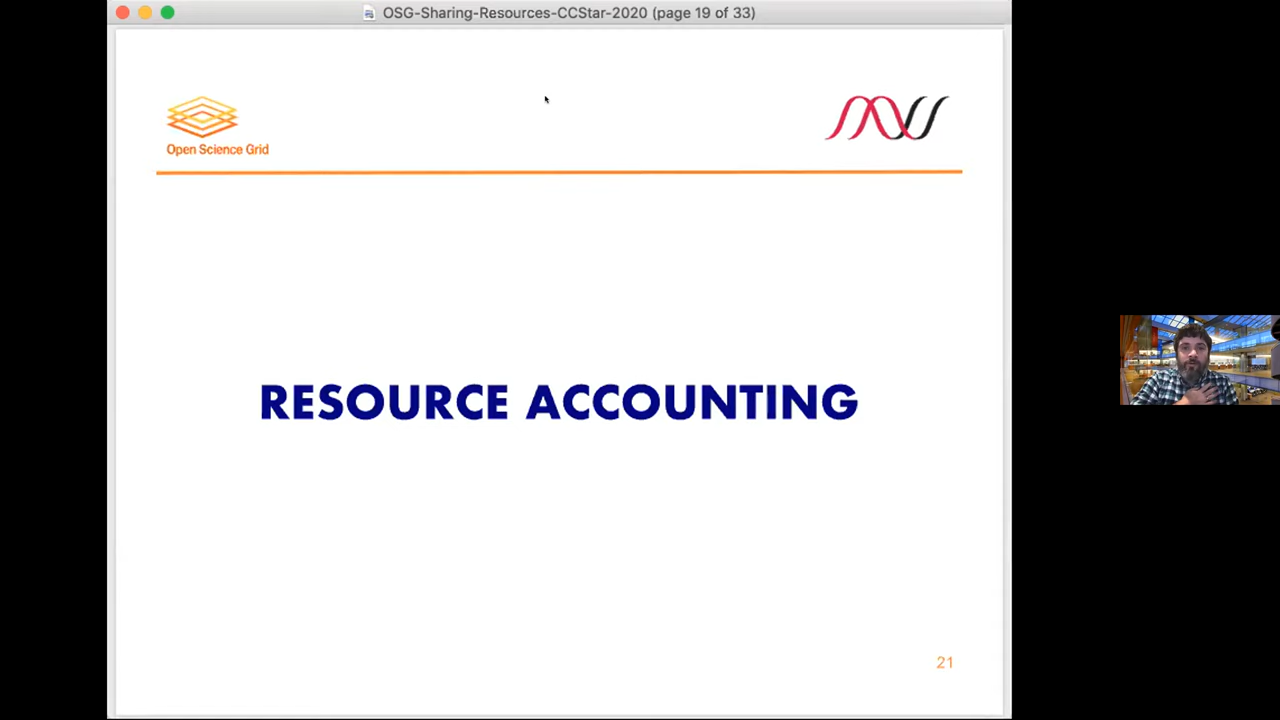 OSG-Sharing-Resources-CCStar-2020 (page 19 of 33)
Open Science Grid
RESOURCE ACCOUNTING
21